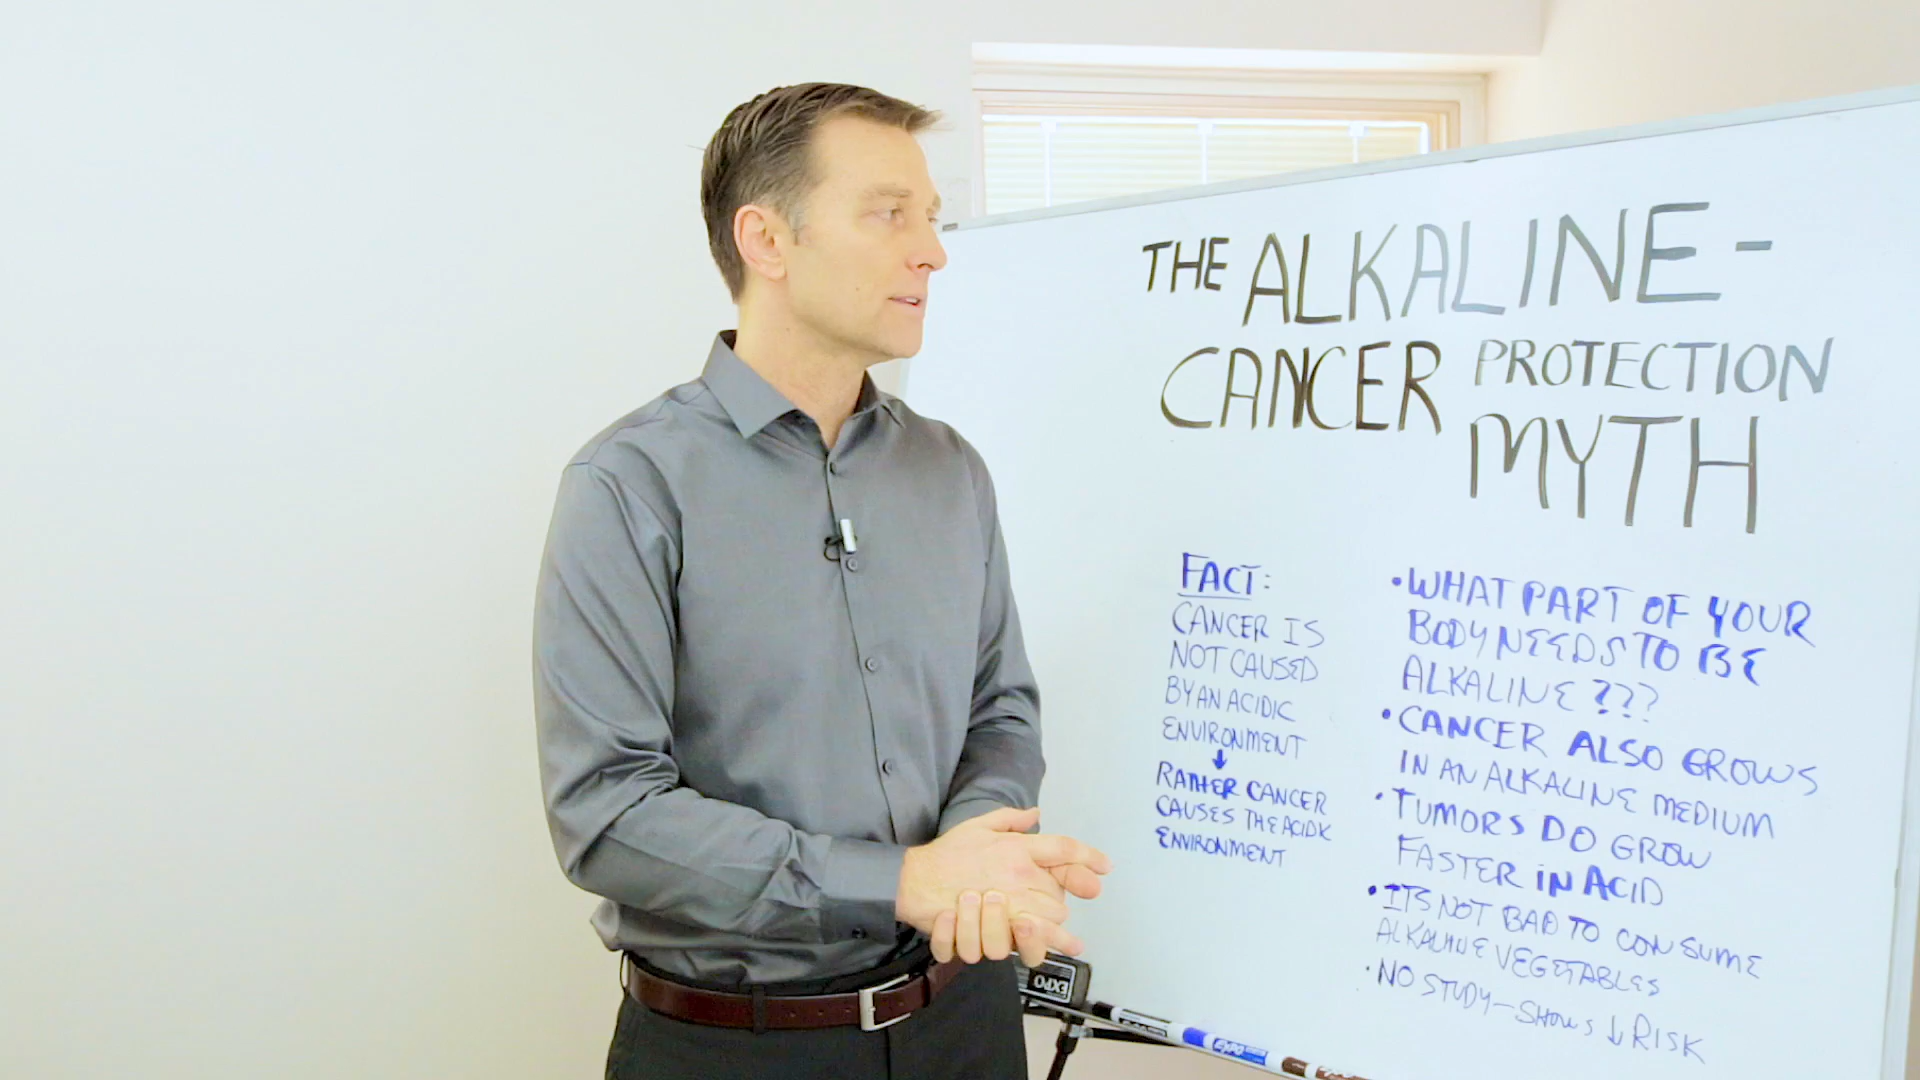 THE ALKALINE-
CANCER PROTECTION
MYTH
FACT:
CANCER IS
NOT CAUSED
BY AN ACIDIC
ENVIRONMENT
↓
RATHER CANCER
CAUSES THE ACIDIC
ENVIRONMENT
• WHAT PART OF YOUR
BODY NEEDS TO BE
ALKALINE???
• CANCER ALSO GROWS
IN AN ALKALINE MEDIUM
• TUMORS DO GROW
FASTER IN ACID
• ITS NOT BAD TO CONSUME
ALKALINE VEGETABLES
• NO STUDY-SHOWS ↓ RISK
EXPO
EXPO